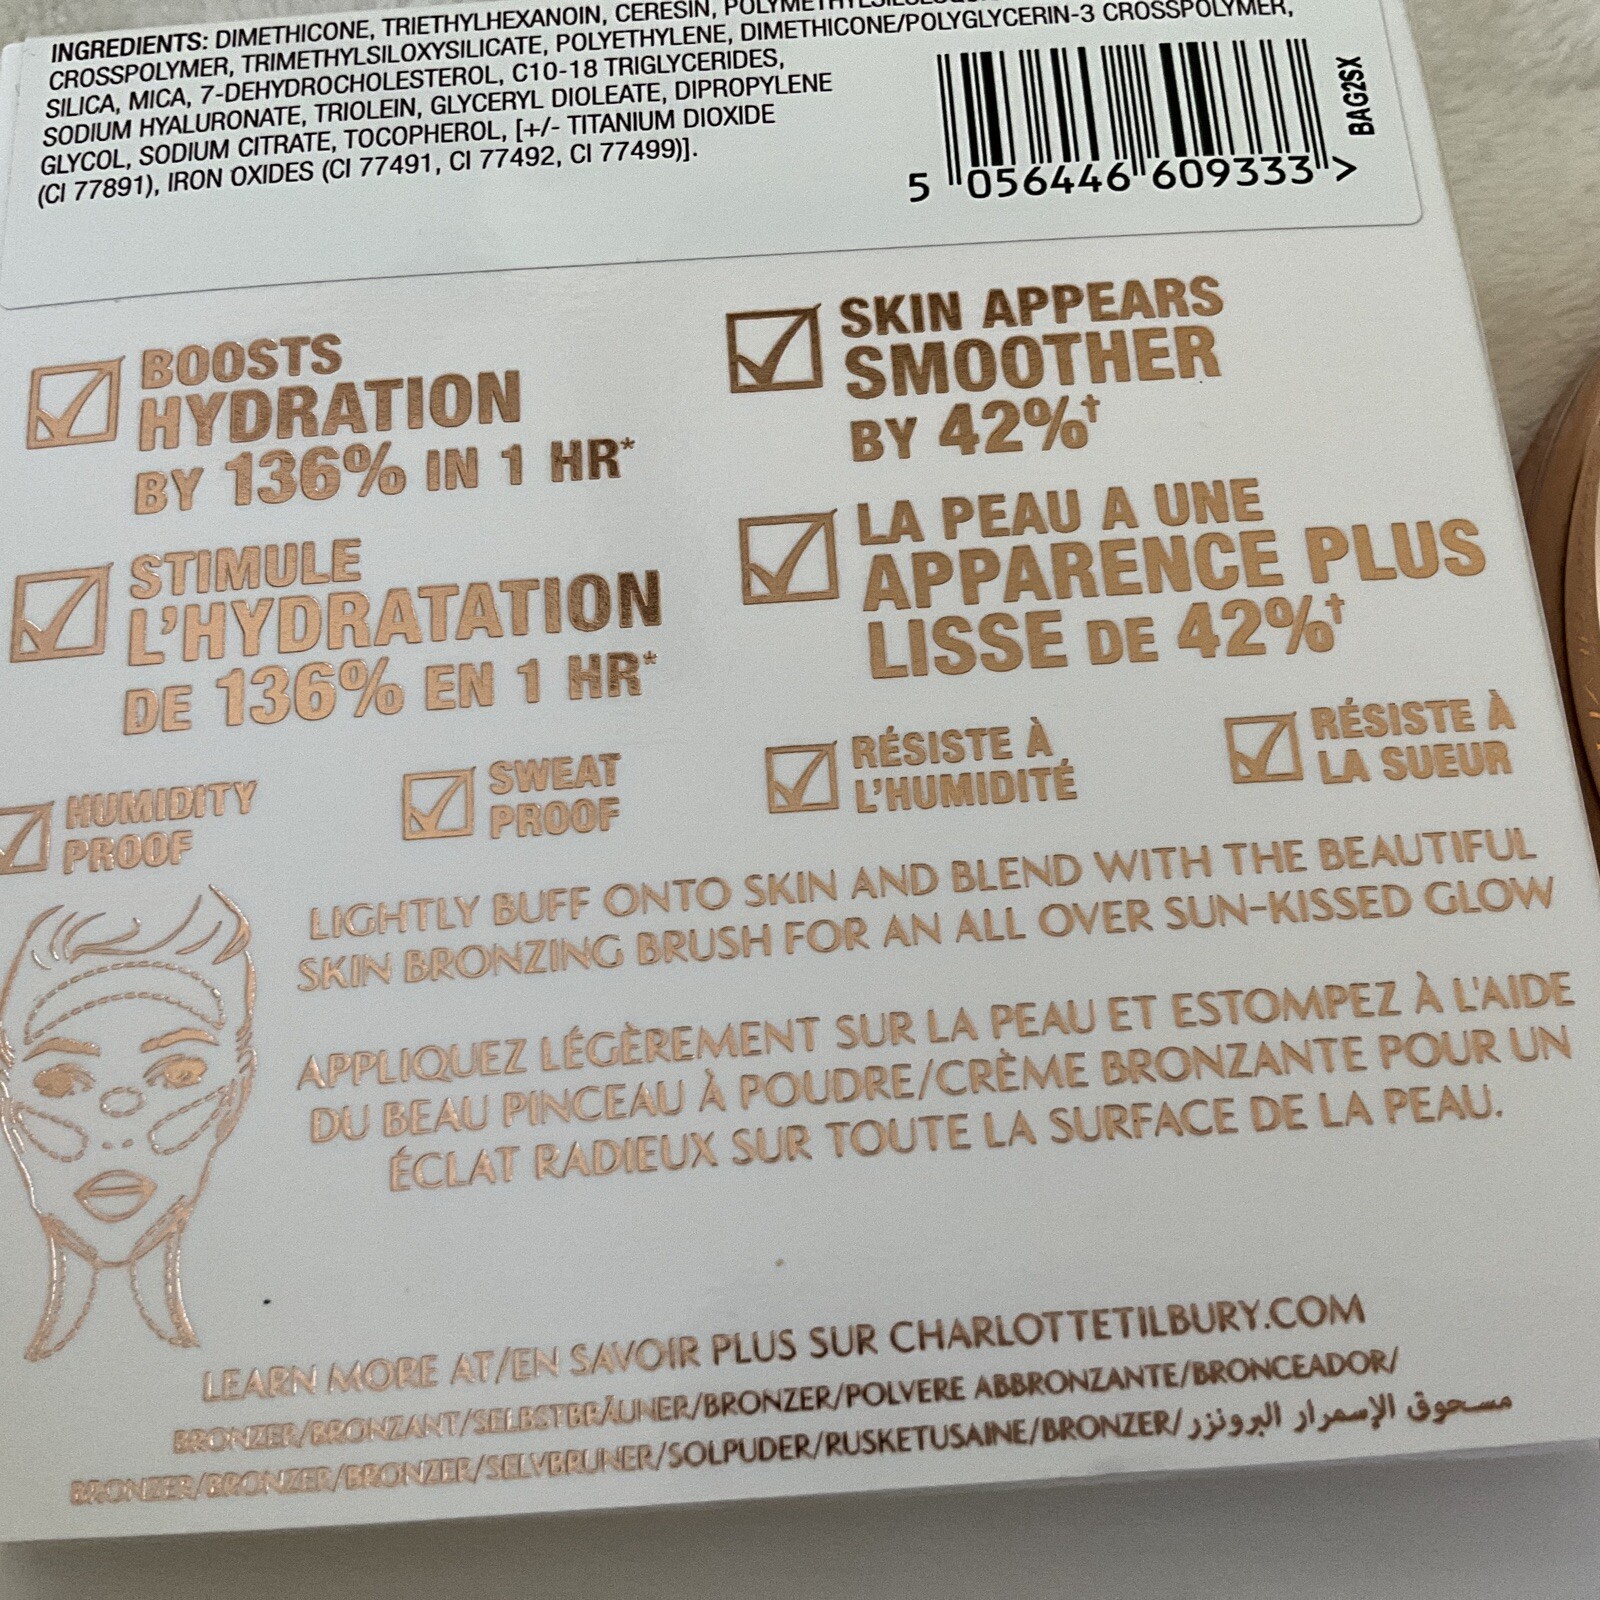 INGREDIENTS: DIMETHICONE, TRIETHYLHEXANOIN, CERESIN,
CROSSPOLYMER, TRIMETHYLSILOXYSILICATE, POLYETHYLENE, DIMETHICONE/POLYGLYCERIN-3 CROSSPOLYMER,
SILICA, MICA, 7-DEHYDROCHOLESTEROL, C10-18 TRIGLYCERIDES,
SODIUM HYALURONATE, TRIOLEIN, GLYCERYL DIOLEATE, DIPROPYLENE
GLYCOL, SODIUM CITRATE, TOCOPHEROL, [+/- TITANIUM DIOXIDE
(CI 77891), IRON OXIDES (CI 77491, CI 77492, CI 77499)].
BAG2SX
5 056446 609333 >
BOOSTS
HYDRATION
BY 136% IN 1 HR*
SKIN APPEARS
SMOOTHER
BY 42%†
STIMULE
L'HYDRATATION
DE 136% EN 1 HR*
LA PEAU A UNE
APPARENCE PLUS
LISSE DE 42%†
HUMIDITY
PROOF
SWEAT
PROOF
RÉSISTE À
L'HUMIDITÉ
RÉSISTE À
LA SUEUR
LIGHTLY BUFF ONTO SKIN AND BLEND WITH THE BEAUTIFUL
SKIN BRONZING BRUSH FOR AN ALL OVER SUN-KISSED GLOW
APPLIQUEZ LÉGÈREMENT SUR LA PEAU ET ESTOMPEZ À L'AIDE
DU BEAU PINCEAU À POUDRE/CRÈME BRONZANTE POUR UN
ÉCLAT RADIEUX SUR TOUTE LA SURFACE DE LA PEAU.
LEARN MORE AT/EN SAVOIR PLUS SUR CHARLOTTETILBURY.COM
BRONZER/BRONZANT/SELBSTBRÄUNER/BRONZER/POLVERE ABBRONZANTE/BRONCEADOR/
BRONZER/BRONZER/BRONZER/SELVBRUNER/SOLPUDER/RUSKETUSAINE/BRONZER/ مسحوق الإسمرار البرونزر